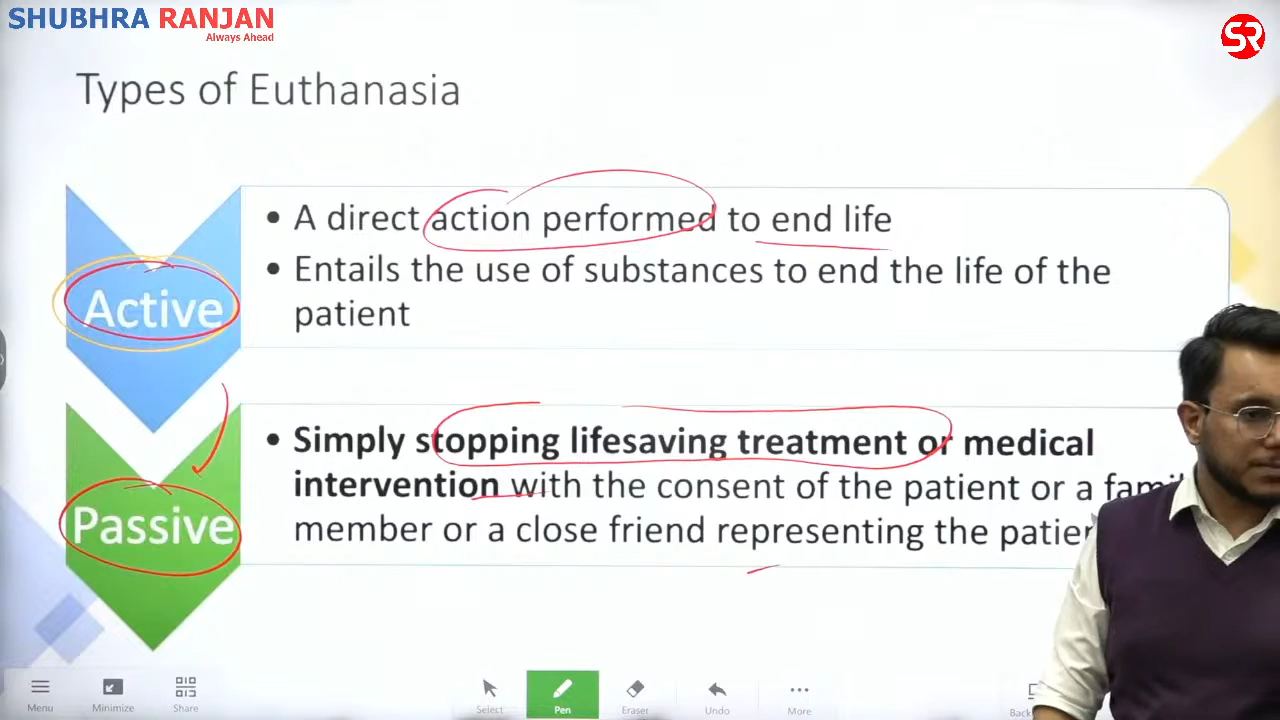 SHUBHRA RANJAN
Always Ahead
SR
Types of Euthanasia
Active
• A direct action performed to end life
• Entails the use of substances to end the life of the
patient
Passive
• Simply stopping lifesaving treatment or medical
intervention with the consent of the patient or a
member or a close friend representing the
Menu
Minimize
Share
Select
Pen
Eraser
Undo
More